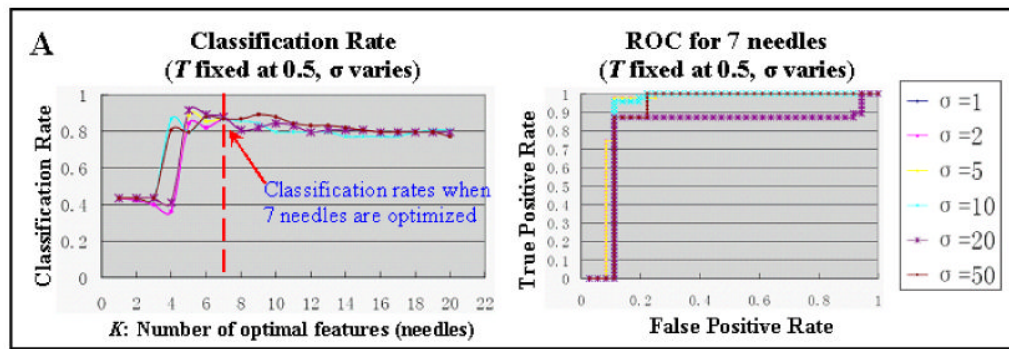 A
Classification Rate
(T fixed at 0.5, σ varies)
Classification Rate
1
0.8
0.6
0.4
0.2
0
0 2 4 6 8 10 12 14 16 18 20 22
K: Number of optimal features (needles)
Classification rates when
7 needles are optimized
ROC for 7 needles
(T fixed at 0.5, σ varies)
True Positive Rate
1
0.9
0.8
0.7
0.6
0.5
0.4
0.3
0.2
0.1
0
0 0.2 0.4 0.6 0.8 1
False Positive Rate
σ=1
σ=2
σ=5
σ=10
σ=20
σ=50